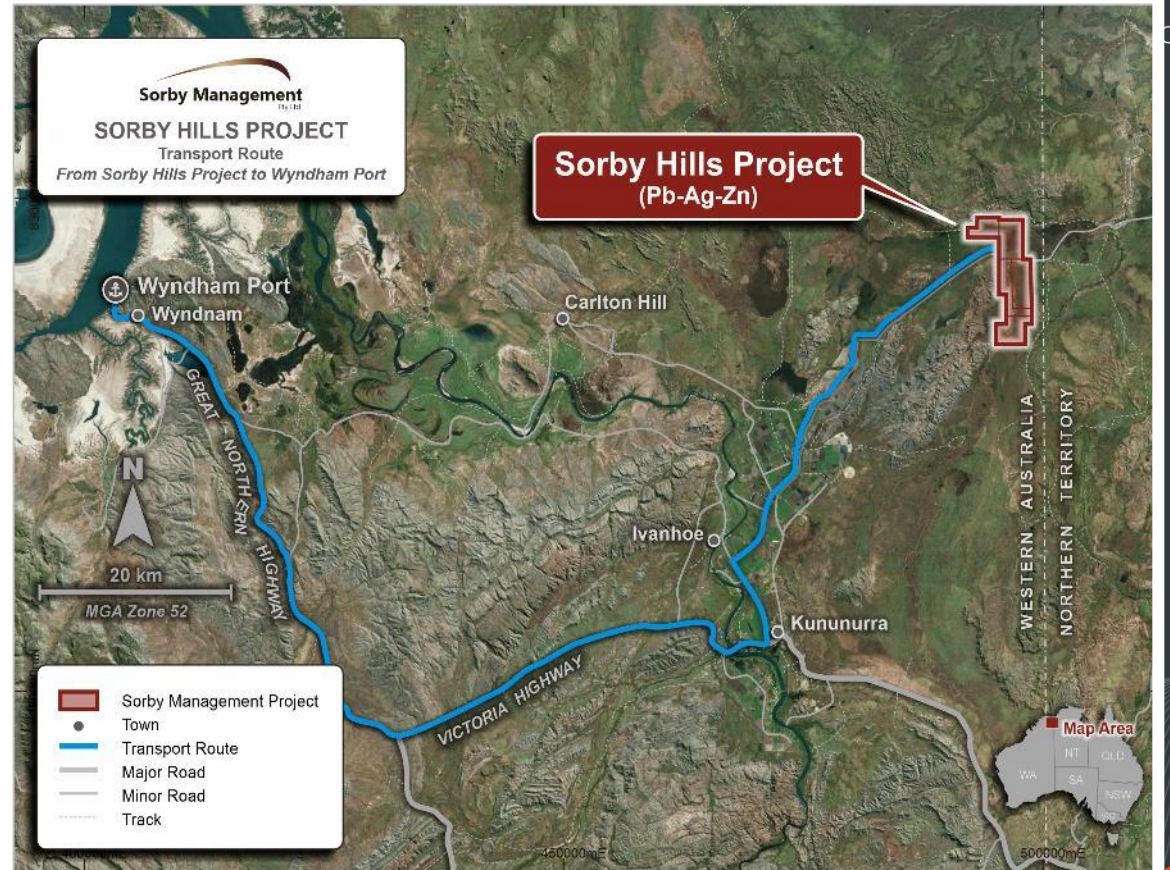 Sorby Management
Pty Ltd
SORBY HILLS PROJECT
Transport Route
From Sorby Hills Project to Wyndham Port
Sorby Hills Project
(Pb-Ag-Zn)
Wyndham Port
Wyndnam
Carlton Hill
GREAT NORTHERN HIGHWAY
N
20 km
MGA Zone 52
Ivanhoe
Kununurra
VICTORIA HIGHWAY
WESTERN AUSTRALIA
NORTHERN TERRITORY
Sorby Management Project
Town
Transport Route
Major Road
Minor Road
Track
Map Area
NT
QLD
WA
SA
NSW
450000mE
500000mE